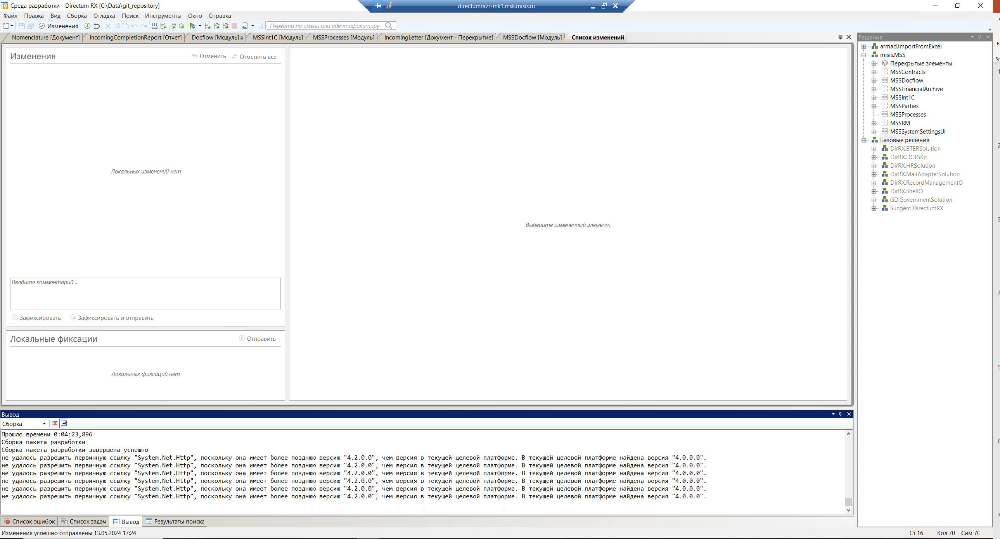 Среда разработки - Directum RX [C:\Data\git_repository]
directumrazr-mk1.msk.misis.ru
Файл Правка Вид Сборка Отладка Поиск Инструменты Окно Справка
Изменения
Перейти по имени или идентификатору
Nomenclature [Документ] IncomingCompletionReport [Отчет] Docflow [Модуль] MSSInt1C [Модуль] MSSProcesses [Модуль] IncomingLetter [Документ - Перекрытие] MSSDocflow [Модуль] Список изменений
Изменения
Отменить Отменить все
Локальных изменений нет
Введите комментарий...
Зафиксировать Зафиксировать и отправить
Локальные фиксации
Отправить
Локальных фиксаций нет
Выберите измененный элемент
Решения
armad.ImportFromExcel
misis.MSS
Перекрытые элементы
MSSContracts
MSSDocflow
MSSFinancialArchive
MSSInt1C
MSSParties
MSSProcesses
MSSRM
MSSSystemSettingsUI
Базовые решения
DirRX.BTERSolution
DirRX.DCTSKit
DirRX.HRSolution
DirRX.MailAdapterSolution
DirRX.RecordManagementO
DirRX.ShellO
GD.GovernmentSolution
Sungero.DirectumRX
Вывод
Сборка
Прошло времени 0:04:23,896
Сборка пакета разработки
Сборка пакета разработки завершена успешно
не удалось разрешить первичную ссылку "System.Net.Http", поскольку она имеет более позднюю версию "4.2.0.0", чем версия в текущей целевой платформе. В текущей целевой платформе найдена версия "4.0.0.0".
не удалось разрешить первичную ссылку "System.Net.Http", поскольку она имеет более позднюю версию "4.2.0.0", чем версия в текущей целевой платформе. В текущей целевой платформе найдена версия "4.0.0.0".
не удалось разрешить первичную ссылку "System.Net.Http", поскольку она имеет более позднюю версию "4.2.0.0", чем версия в текущей целевой платформе. В текущей целевой платформе найдена версия "4.0.0.0".
не удалось разрешить первичную ссылку "System.Net.Http", поскольку она имеет более позднюю версию "4.2.0.0", чем версия в текущей целевой платформе. В текущей целевой платформе найдена версия "4.0.0.0".
не удалось разрешить первичную ссылку "System.Net.Http", поскольку она имеет более позднюю версию "4.2.0.0", чем версия в текущей целевой платформе. В текущей целевой платформе найдена версия "4.0.0.0".
не удалось разрешить первичную ссылку "System.Net.Http", поскольку она имеет более позднюю версию "4.2.0.0", чем версия в текущей целевой платформе. В текущей целевой платформе найдена версия "4.0.0.0".
Список ошибок Список задач Вывод Результаты поиска
Изменения успешно отправлены 13.05.2024 17:24
Ст 16 Кол 70 Сим 70
Бу
1
2
3
4
5
6
7